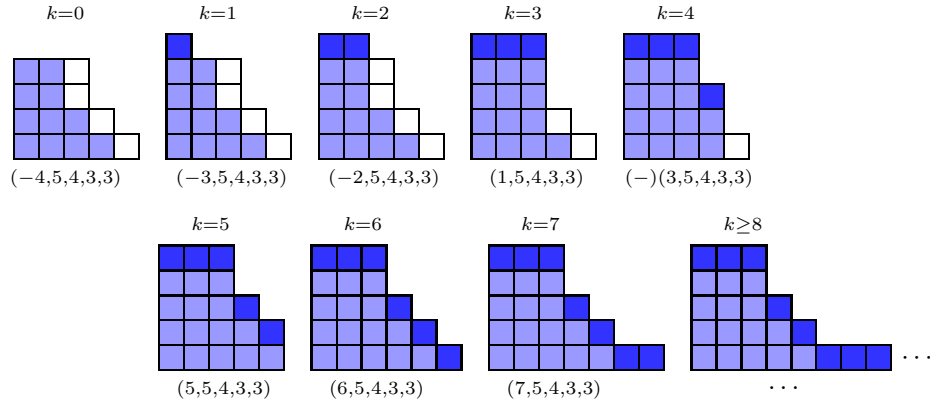 k=0 k=1 k=2 k=3 k=4
(−4,5,4,3,3) (−3,5,4,3,3) (−2,5,4,3,3) (1,5,4,3,3) (−)(3,5,4,3,3)
k=5 k=6 k=7 k≥8
···
(5,5,4,3,3) (6,5,4,3,3) (7,5,4,3,3) ···